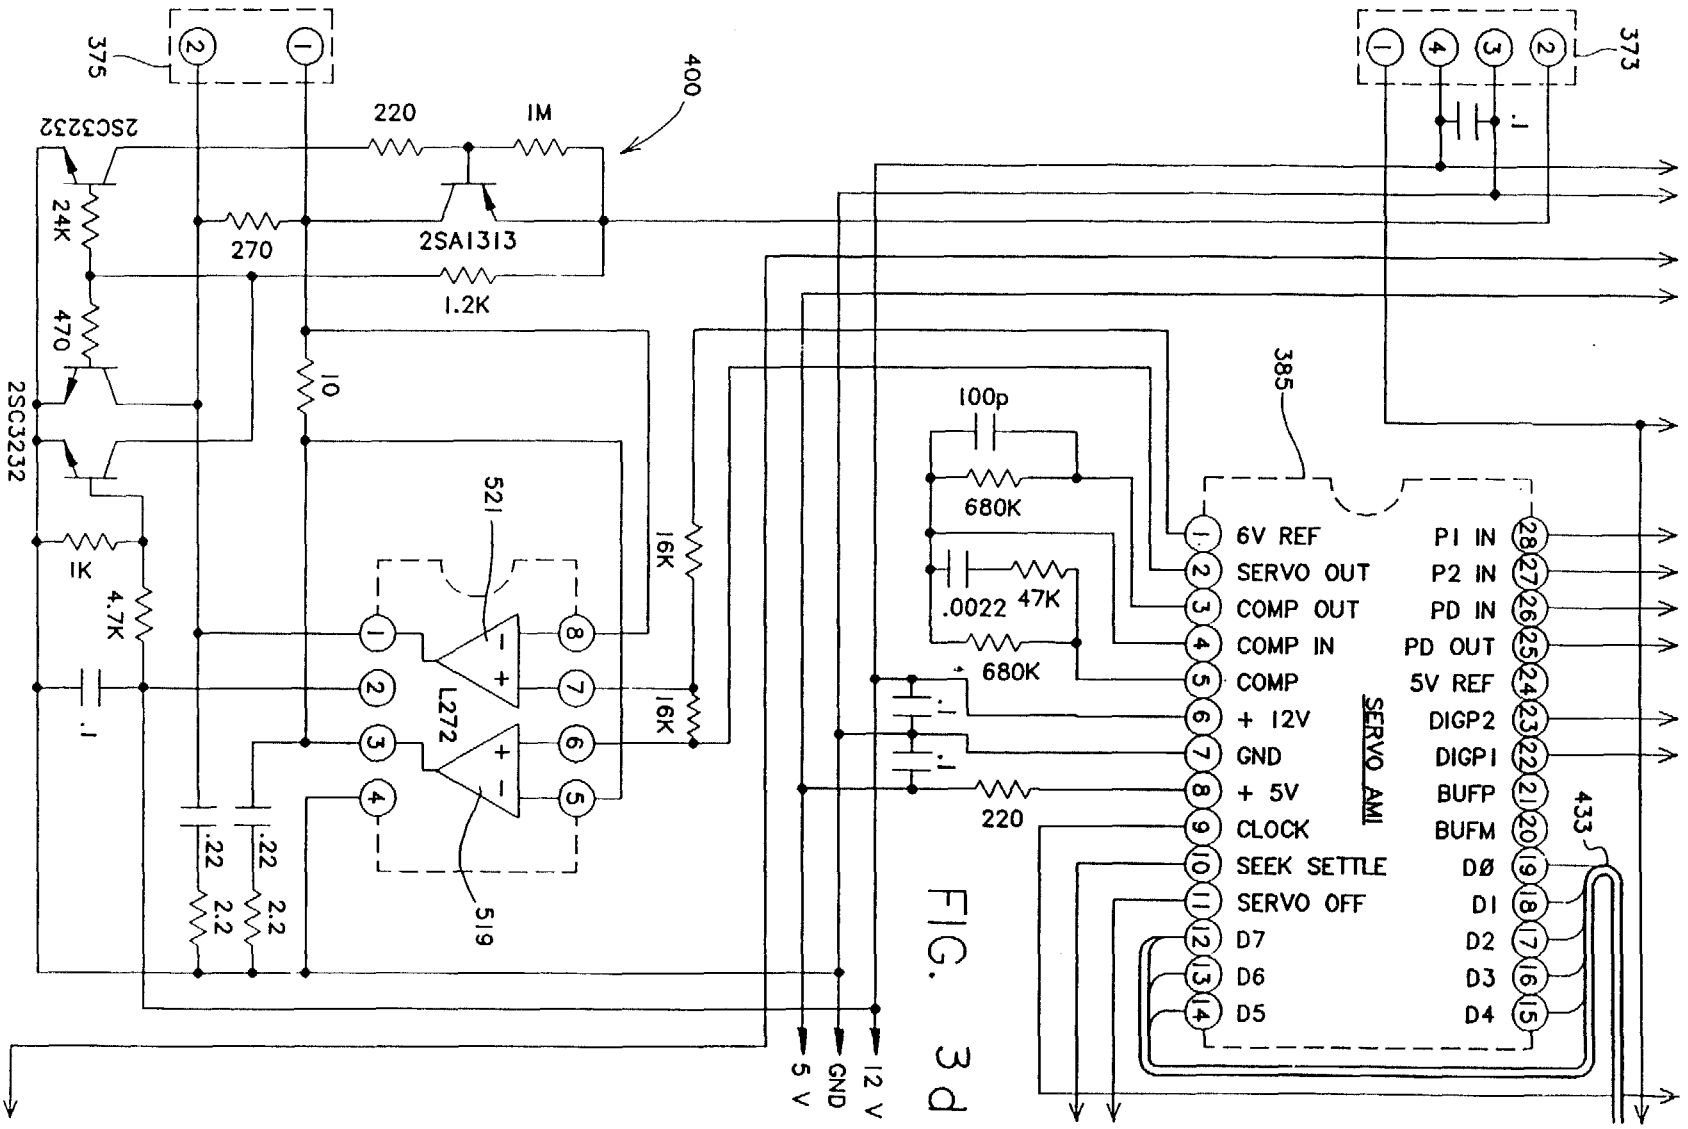 375
2
1
400
1
4
3
2
373
.1
2SC3232
220
1M
24K
270
2SA1313
1.2K
470
10
2SC3232
1K
4.7K
.1
521
16K
16K
1
2
3
4
8
7
6
5
L272
-
+
+
-
519
.22
.22
2.2
2.2
5 V
GND
12 V
FIG. 3d
100p
680K
.0022
47K
680K
.1
.1
220
385
SERVO AMI
1 6V REF
2 SERVO OUT
3 COMP OUT
4 COMP IN
5 COMP
6 + 12V
7 GND
8 + 5V
9 CLOCK
10 SEEK SETTLE
11 SERVO OFF
12 D7
13 D6
14 D5
P1 IN 28
P2 IN 27
PD IN 26
PD OUT 25
5V REF 24
DIGP2 23
DIGP1 22
BUFP 21
BUFM 20
DØ 19
D1 18
D2 17
D3 16
D4 15
433